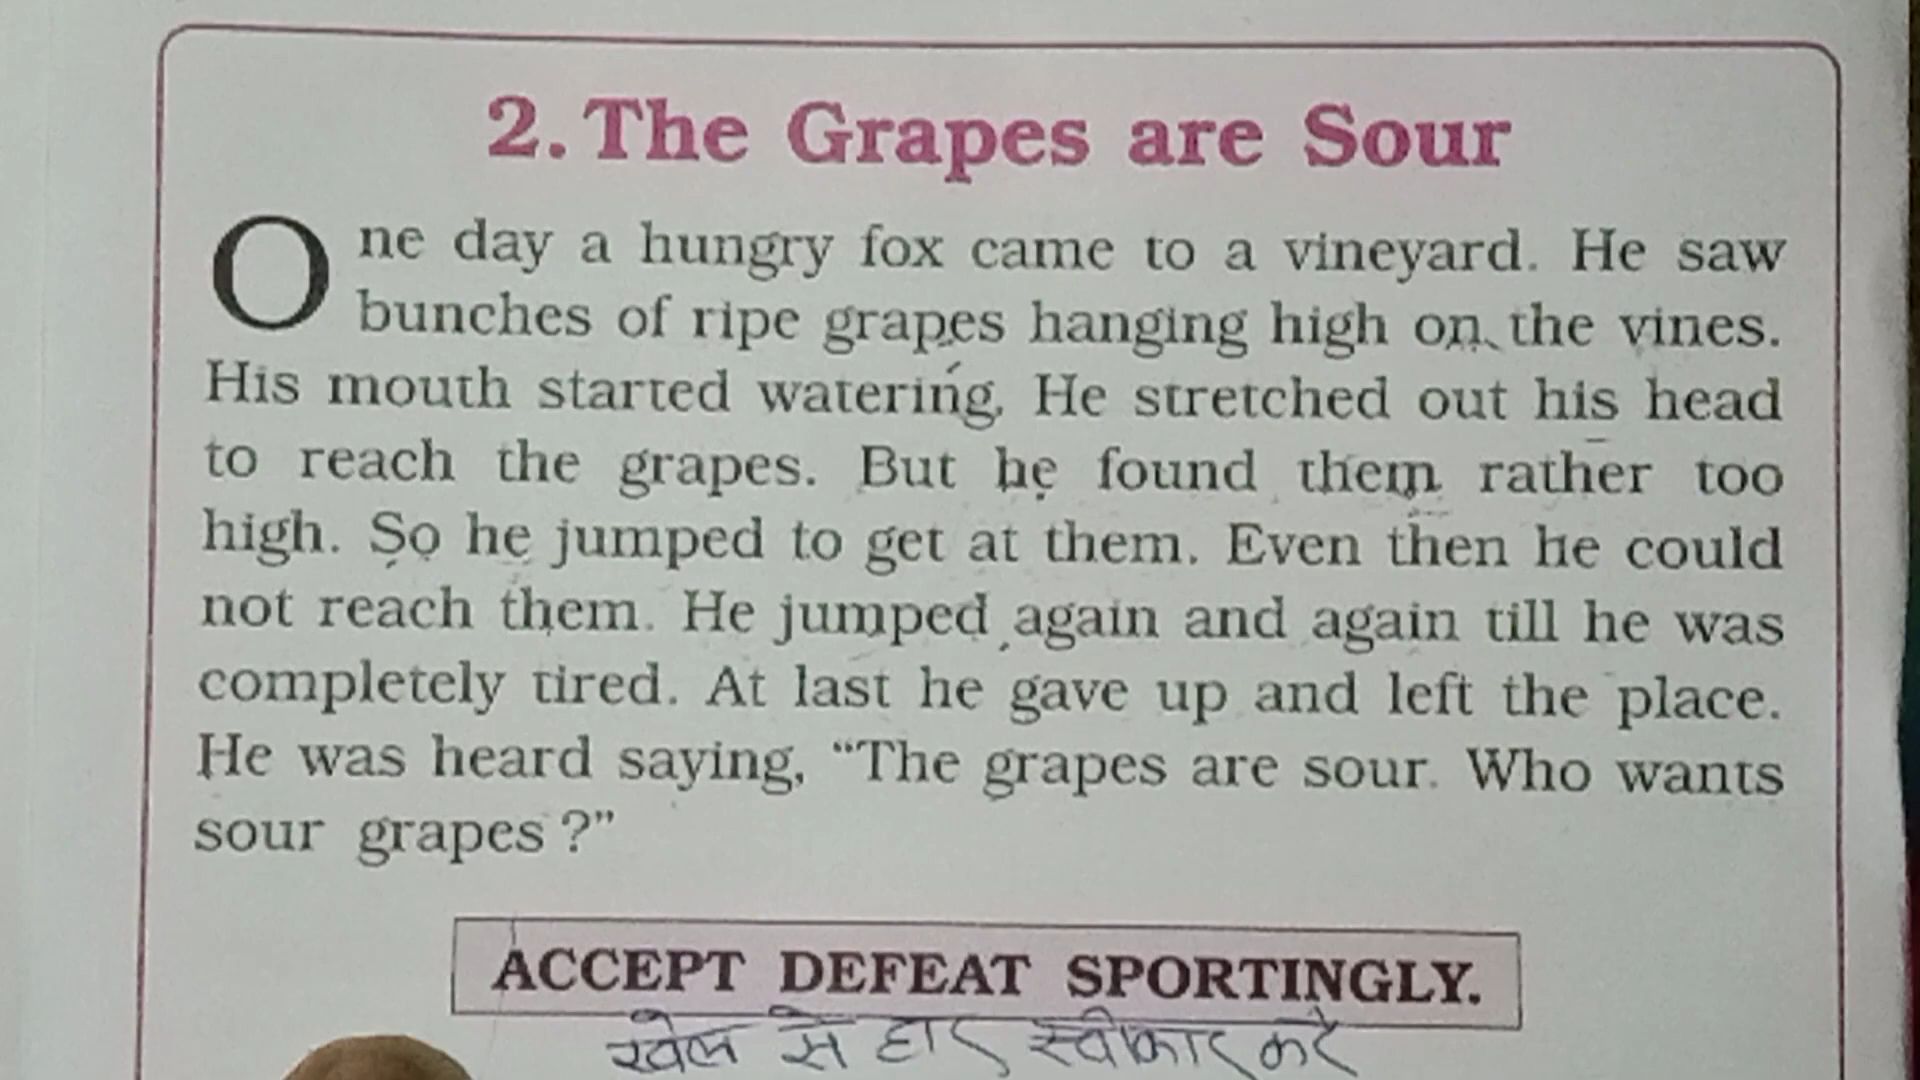 2. The Grapes are Sour
One day a hungry fox came to a vineyard. He saw
bunches of ripe grapes hanging high on the vines.
His mouth started watering. He stretched out his head
to reach the grapes. But he found them rather too
high. So he jumped to get at them. Even then he could
not reach them. He jumped again and again till he was
completely tired. At last he gave up and left the place.
He was heard saying, “The grapes are sour. Who wants
sour grapes ?”
ACCEPT DEFEAT SPORTINGLY.
खेल से हार स्वीकार करे